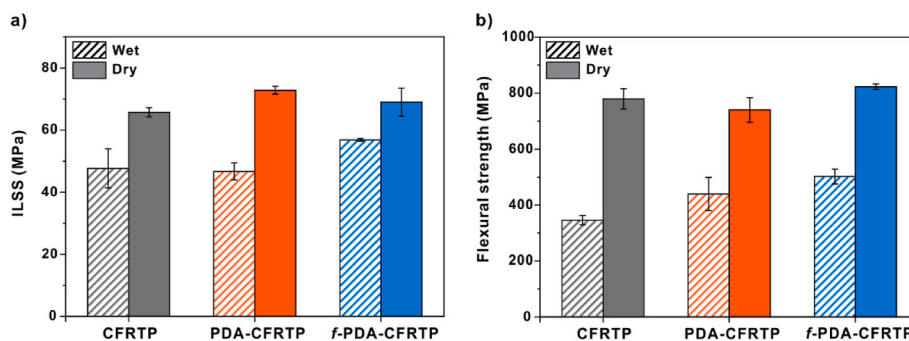 a)
ILSS (MPa)
80
60
40
20
0
Wet
Dry
CFRTP
PDA-CFRTP
f-PDA-CFRTP
b)
Flexural strength (MPa)
1000
800
600
400
200
0
Wet
Dry
CFRTP
PDA-CFRTP
f-PDA-CFRTP